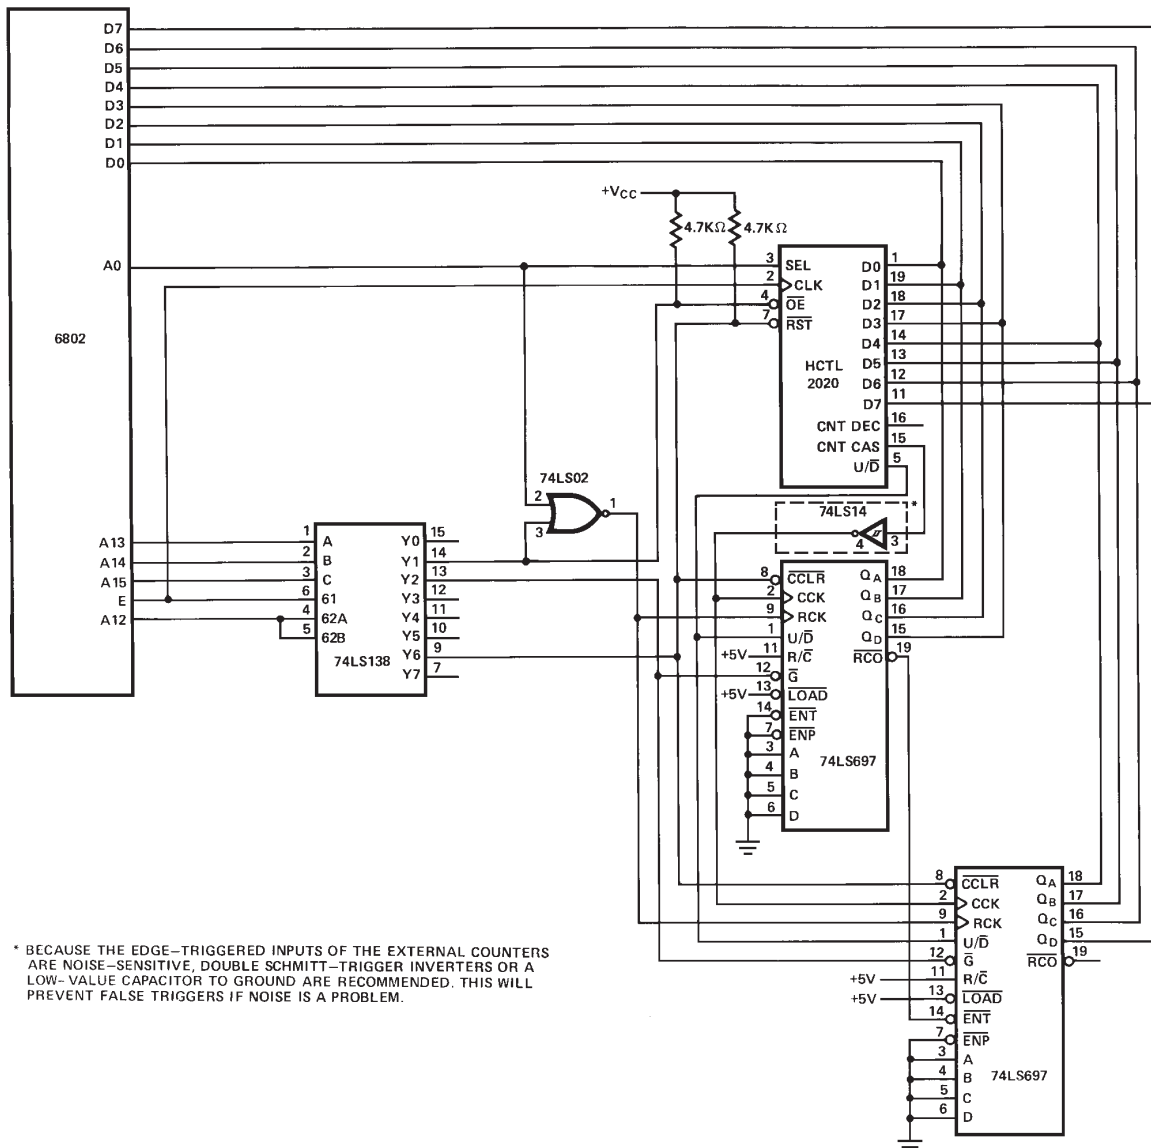 D7
D6
D5
D4
D3
D2
D1
D0
A0
6802
A13
A14
A15
E
A12
+VCC
4.7KΩ 4.7KΩ
3 SEL D0 1
2 CLK D1 19
4 OE D2 18
7 RST D3 17
D4 14
HCTL D5 13
2020 D6 12
D7 11
CNT DEC 16
CNT CAS 15
U/D 5
74LS02
2
3
1
74LS14
*
4 3
1 A Y0 15
2 B Y1 14
3 C Y2 13
6 61 Y3 12
4 62A Y4 11
5 62B Y5 10
74LS138 Y6 9
Y7 7
8 CCLR QA 18
2 CCK QB 17
9 RCK QC 16
1 U/D QD 15
+5V 11 R/C RCO 19
12 G
+5V 13 LOAD
14 ENT
7 ENP
3 A 74LS697
4 B
5 C
6 D
8 CCLR QA 18
2 CCK QB 17
9 RCK QC 16
1 U/D QD 15
12 G RCO 19
+5V 11 R/C
+5V 13 LOAD
14 ENT
7 ENP
3 A
4 B 74LS697
5 C
6 D
* BECAUSE THE EDGE–TRIGGERED INPUTS OF THE EXTERNAL COUNTERS
ARE NOISE–SENSITIVE, DOUBLE SCHMITT–TRIGGER INVERTERS OR A
LOW–VALUE CAPACITOR TO GROUND ARE RECOMMENDED. THIS WILL
PREVENT FALSE TRIGGERS IF NOISE IS A PROBLEM.